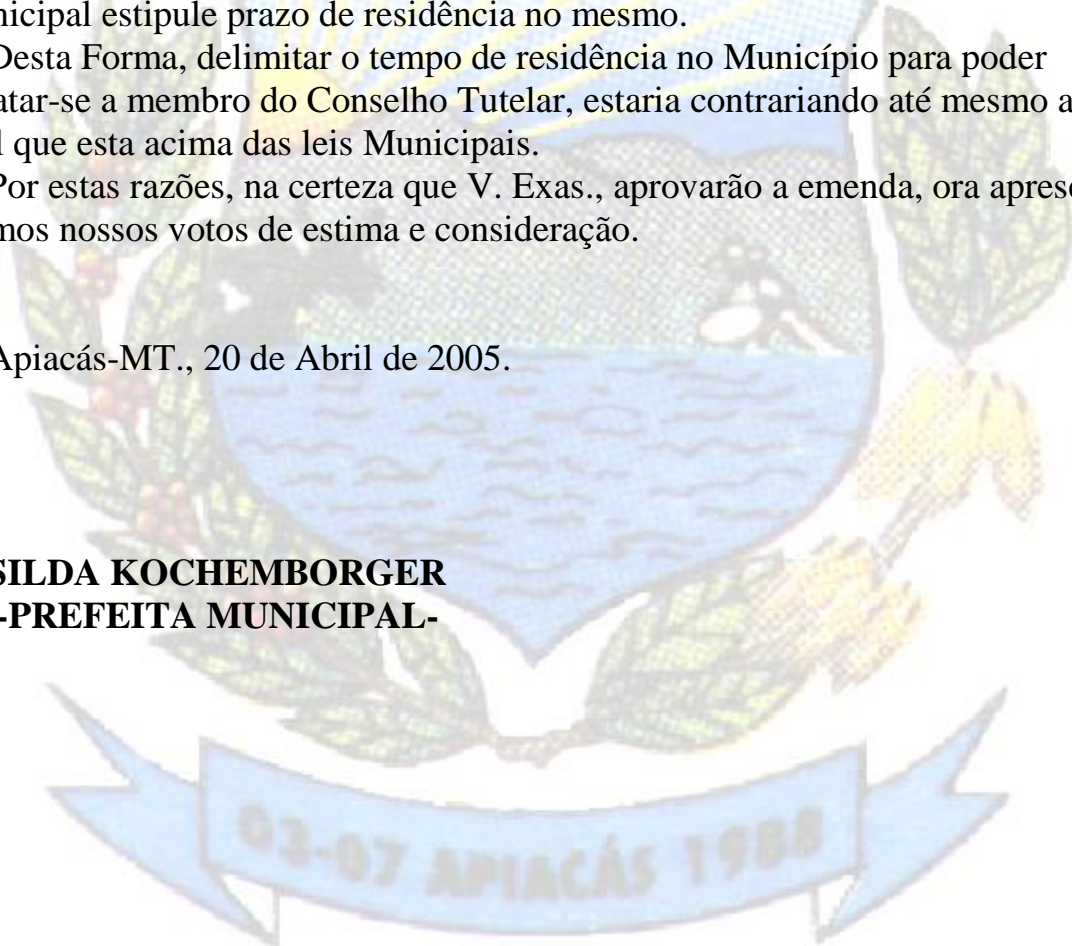 nicipal estipule prazo de residência no mesmo.
Desta Forma, delimitar o tempo de residência no Município para poder
atar-se a membro do Conselho Tutelar, estaria contrariando até mesmo a
l que esta acima das leis Municipais.
Por estas razões, na certeza que V. Exas., aprovarão a emenda, ora aprese
mos nossos votos de estima e consideração.
Apiacás-MT., 20 de Abril de 2005.
SILDA KOCHEMBORGER
-PREFEITA MUNICIPAL-
03-07 APIACÁS 1988